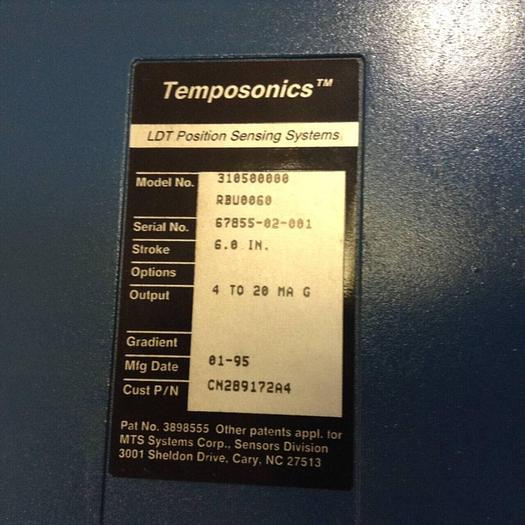 Temposonics™
LDT Position Sensing Systems
Model No. 310500000
RBU0060
Serial No. 67855-02-001
Stroke 6.0 IN.
Options
Output 4 TO 20 MA G
Gradient
Mfg Date 01-95
Cust P/N CN289172A4
Pat No. 3898555 Other patents appl. for
MTS Systems Corp., Sensors Division
3001 Sheldon Drive, Cary, NC 27513